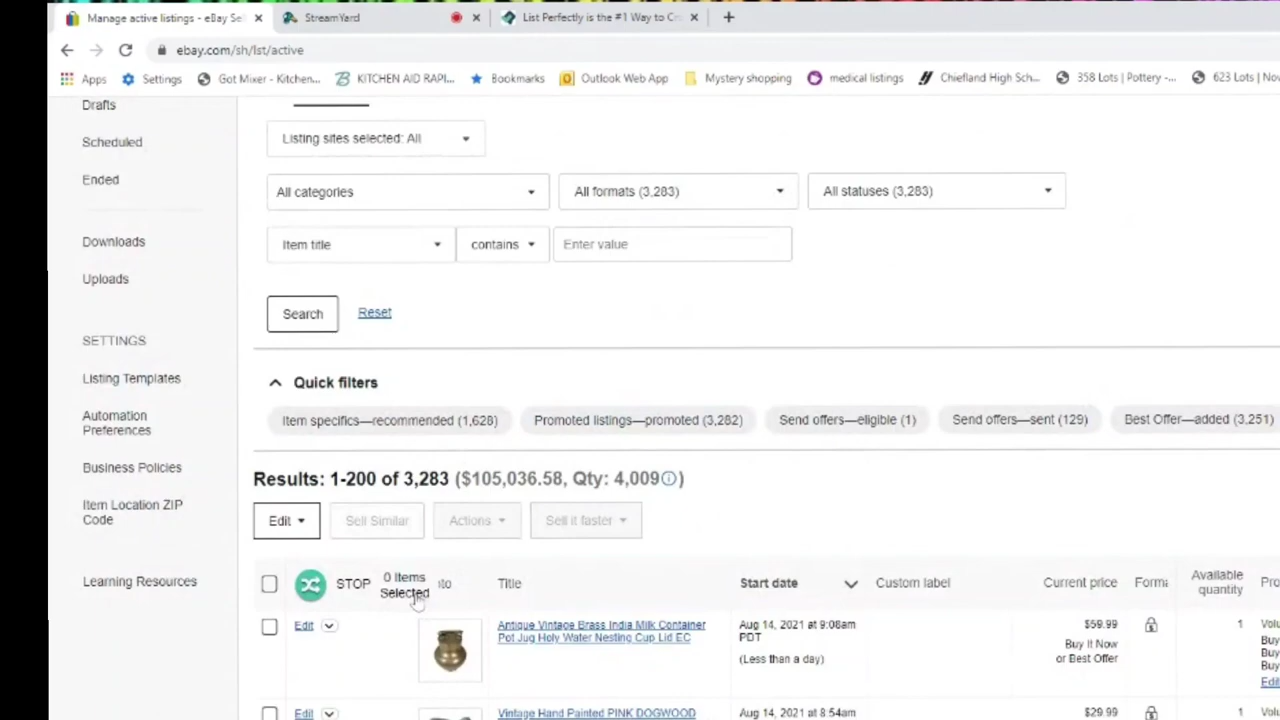 Manage active listings - eBay Se
StreamYard
List Perfectly is the #1 Way to Cr
ebay.com/sh/lst/active
Apps
Settings
Got Mixer - Kitchen...
KITCHEN AID RAPI...
Bookmarks
Outlook Web App
Mystery shopping
medical listings
Chiefland High Sch...
358 Lots | Pottery -...
623 Lots | Nov
Drafts
Scheduled
Ended
Downloads
Uploads
SETTINGS
Listing Templates
Automation
Preferences
Business Policies
Item Location ZIP
Code
Learning Resources
Listing sites selected: All
All categories
All formats (3,283)
All statuses (3,283)
Item title
contains
Enter value
Search
Reset
Quick filters
Item specifics—recommended (1,628)
Promoted listings—promoted (3,282)
Send offers—eligible (1)
Send offers—sent (129)
Best Offer—added (3,251)
Results: 1-200 of 3,283 ($105,036.58, Qty: 4,009)
Edit
Sell Similar
Actions
Sell it faster
STOP
0 Items
Selected
to
Title
Start date
Custom label
Current price
Forma
Available
quantity
Pro
Edit
Antique Vintage Brass India Milk Container
Pot Jug Holy Water Nesting Cup Lid EC
Aug 14, 2021 at 9:08am
PDT
(Less than a day)
$59.99
Buy It Now
or Best Offer
1
Volu
Buy
Buy
Buy
Edit
Edit
Vintage Hand Painted PINK DOGWOOD
Aug 14, 2021 at 8:54am
$29.99
1
Volu